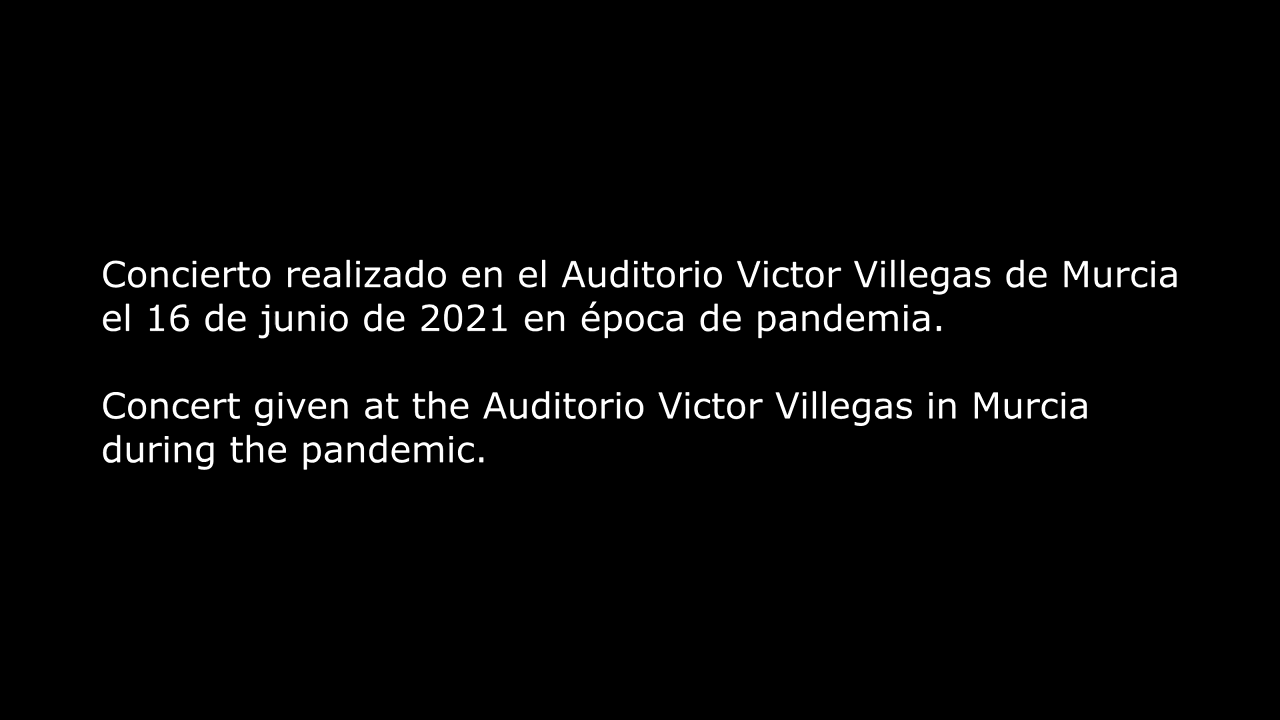 Concierto realizado en el Auditorio Victor Villegas de Murcia
el 16 de junio de 2021 en época de pandemia.
Concert given at the Auditorio Victor Villegas in Murcia
during the pandemic.